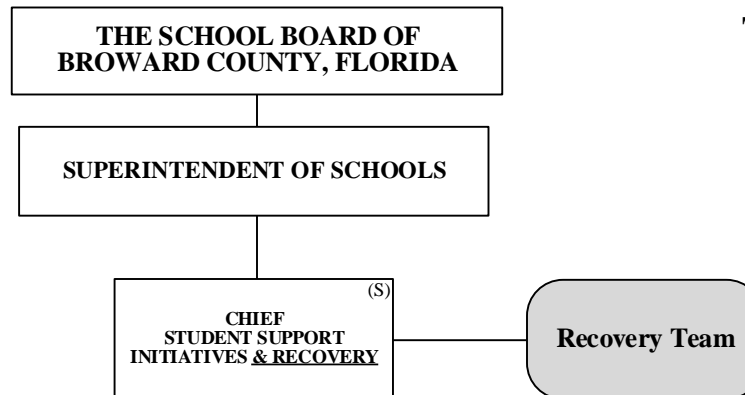 THE SCHOOL BOARD OF
BROWARD COUNTY, FLORIDA
SUPERINTENDENT OF SCHOOLS
(S)
CHIEF
STUDENT SUPPORT
INITIATIVES & RECOVERY
Recovery Team